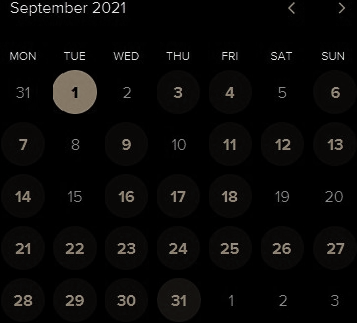 September 2021
MON TUE WED THU FRI SAT SUN
31 1 2 3 4 5 6
7 8 9 10 11 12 13
14 15 16 17 18 19 20
21 22 23 24 25 26 27
28 29 30 31 1 2 3